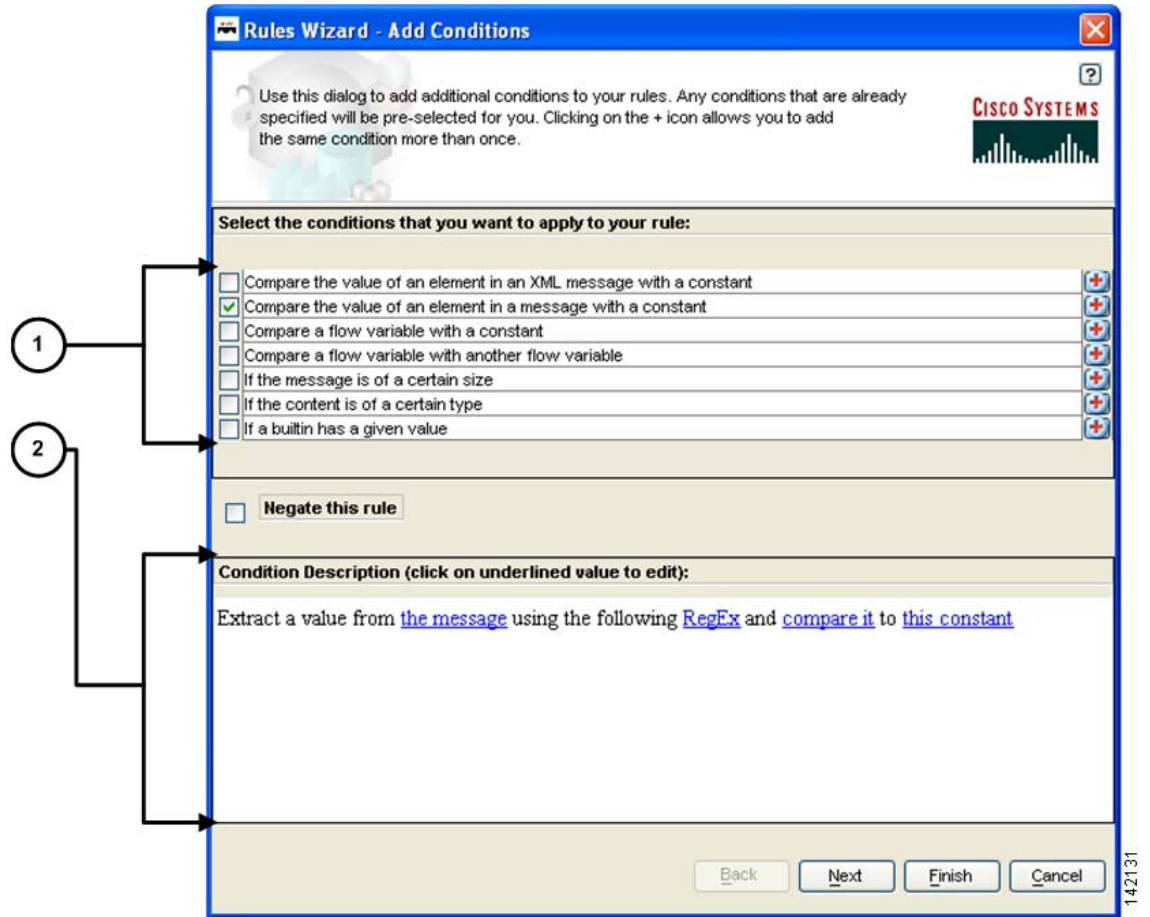 Rules Wizard - Add Conditions
?
Use this dialog to add additional conditions to your rules. Any conditions that are already
specified will be pre-selected for you. Clicking on the + icon allows you to add
the same condition more than once.
CISCO SYSTEMS
Select the conditions that you want to apply to your rule:
Compare the value of an element in an XML message with a constant
Compare the value of an element in a message with a constant
Compare a flow variable with a constant
1
Compare a flow variable with another flow variable
If the message is of a certain size
If the content is of a certain type
If a builtin has a given value
2
Negate this rule
Condition Description (click on underlined value to edit):
Extract a value from the message using the following RegEx and compare it to this constant
Back Next Finish Cancel
142131